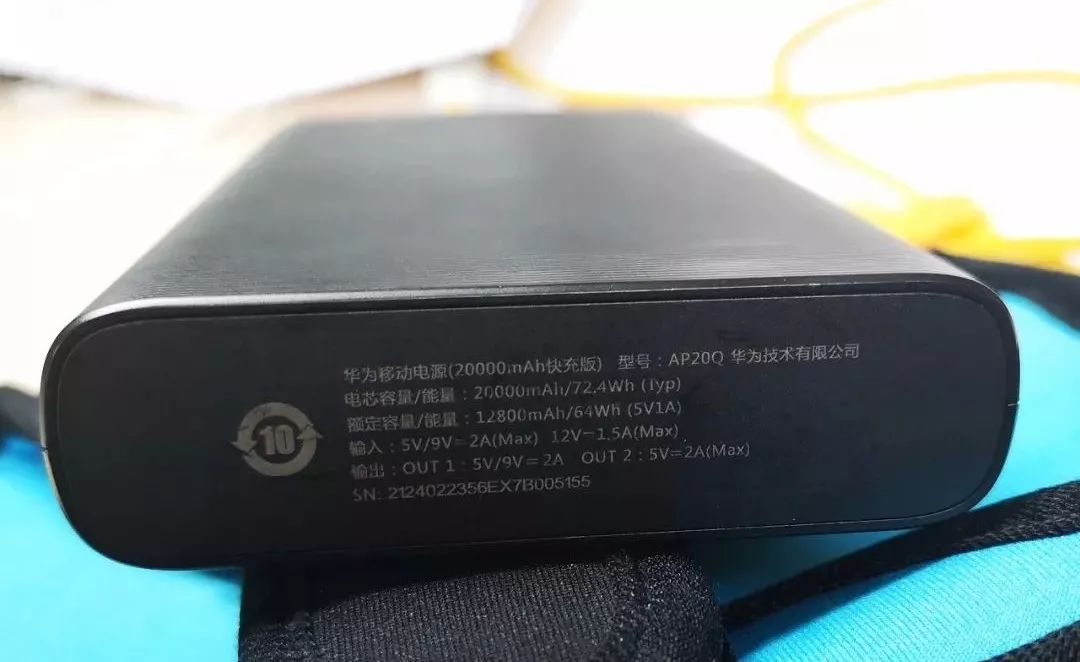 华为移动电源(20000mAh快充版) 型号：AP20Q 华为技术有限公司
电芯容量/能量：20000mAh/72.4Wh (Typ)
额定容量/能量：12800mAh/64Wh (5V1A)
输入：5V/9V⎓2A(Max) 12V⎓1.5A(Max)
输出：OUT 1：5V/9V⎓2A OUT 2：5V⎓2A(Max)
SN: 2124022356EX7B005155
10